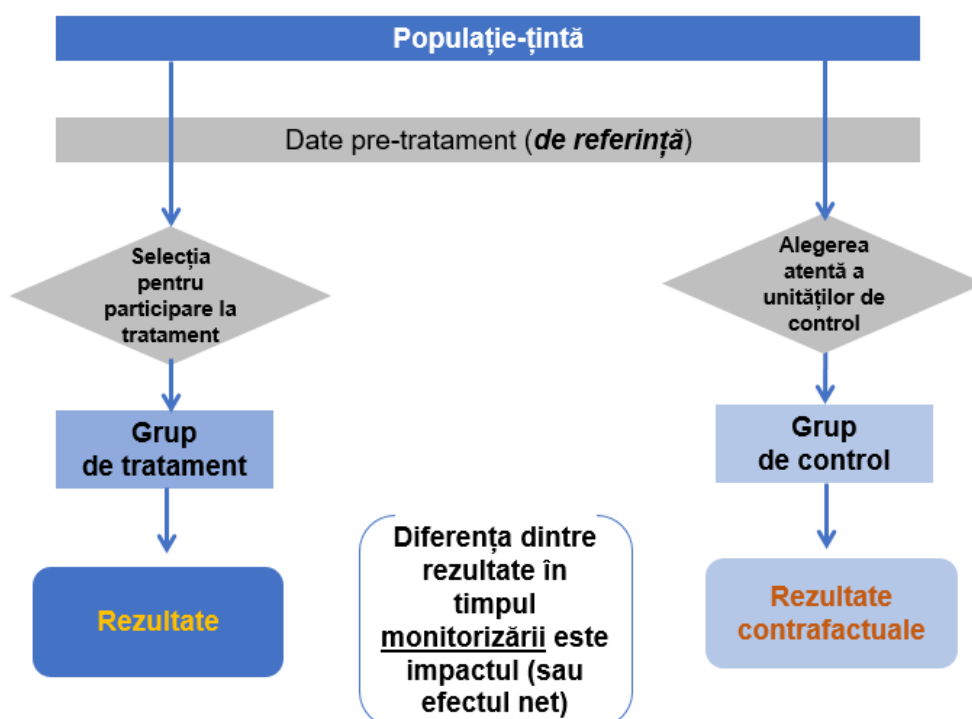 Populație-țintă
Date pre-tratament (de referință)
Selecția
pentru
participare la
tratament
Alegerea
atentă a
unităților de
control
Grup
de tratament
Grup
de control
Rezultate
Diferența dintre
rezultate în
timpul
monitorizării este
impactul (sau
efectul net)
Rezultate
contrafactuale